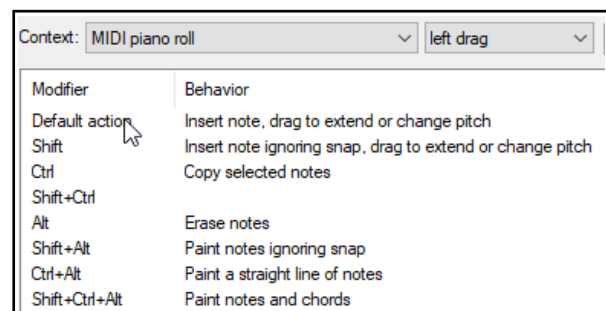 Context: MIDI piano roll left drag
Modifier Behavior
Default action Insert note, drag to extend or change pitch
Shift Insert note ignoring snap, drag to extend or change pitch
Ctrl Copy selected notes
Shift+Ctrl
Alt Erase notes
Shift+Alt Paint notes ignoring snap
Ctrl+Alt Paint a straight line of notes
Shift+Ctrl+Alt Paint notes and chords